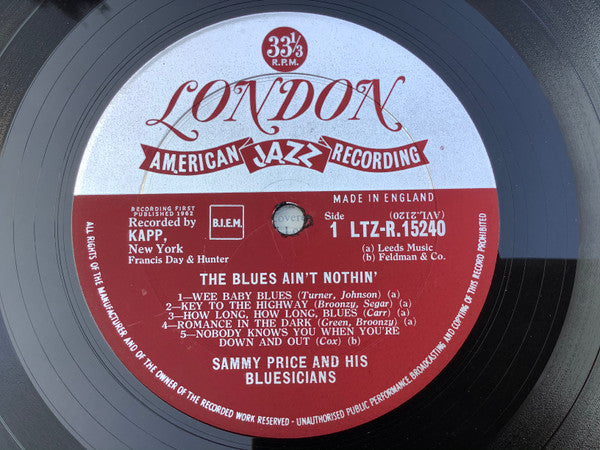 33 1/3
R.P.M.
LONDON
AMERICAN JAZZ RECORDING
MADE IN ENGLAND
RECORDING FIRST
PUBLISHED 1962
Recorded by
KAPP,
New York
Francis Day & Hunter
B.I.E.M.
(AVL.2120)
Side
1 LTZ-R.15240
(a) Leeds Music
(b) Feldman & Co.
THE BLUES AIN'T NOTHIN'
1—WEE BABY BLUES (Turner, Johnson) (a)
2—KEY TO THE HIGHWAY (Broonzy, Segar) (a)
3—HOW LONG, HOW LONG, BLUES (Carr) (a)
4—ROMANCE IN THE DARK (Green, Broonzy) (a)
5—NOBODY KNOWS YOU WHEN YOU'RE
DOWN AND OUT (Cox) (b)
SAMMY PRICE AND HIS
BLUESICIANS
ALL RIGHTS OF THE MANUFACTURER AND OF THE OWNER OF THE RECORDED WORK RESERVED - UNAUTHORISED PUBLIC PERFORMANCE, BROADCASTING AND COPYING OF THIS RECORD PROHIBITED